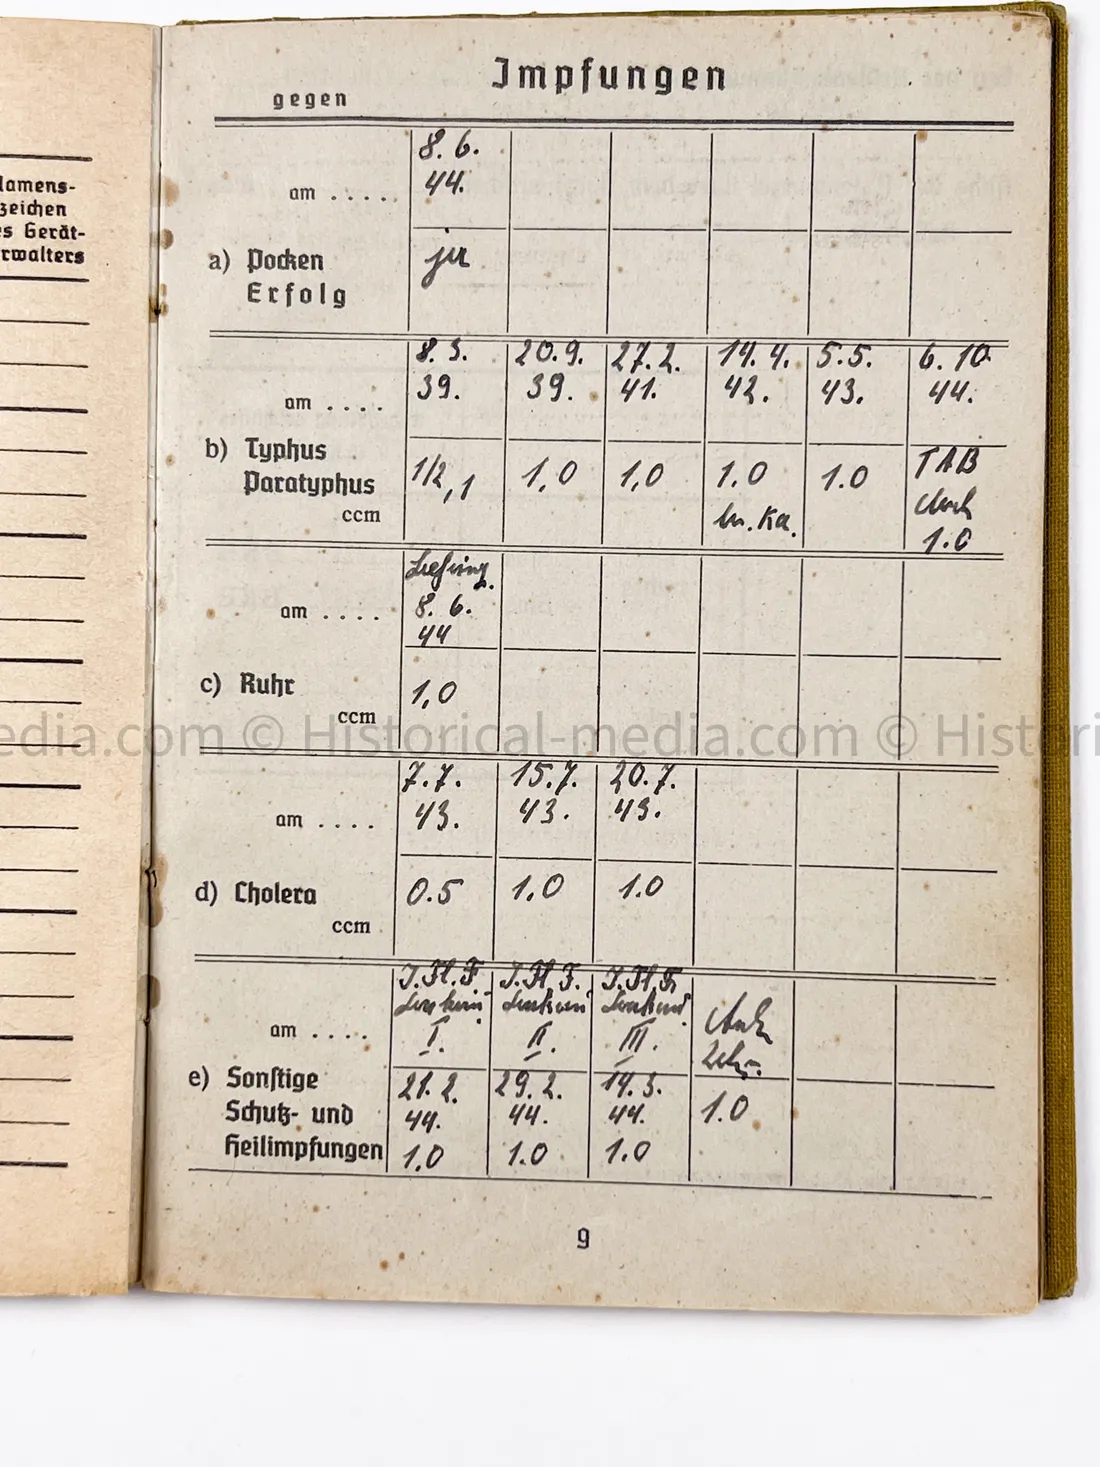 Namens-
zeichen
es Gerät-
rwalters
Impfungen
gegen
am . . . . . 8. 6. 44.
a) Pocken
Erfolg ja
am . . . . 8. 3. 39. 20. 9. 39. 27. 2. 41. 14. 4. 42. 5. 5. 43. 6. 10. 44.
b) Typhus
Paratyphus
ccm 1/2, 1 1,0 1,0 1.0 1.0 TAB 1.0
am . . . . 8. 6. 44
c) Ruhr
ccm 1,0
edia.com © Historical-media.com © Histori
am . . . . 7. 7. 43. 15. 7. 43. 20. 7. 43.
d) Cholera
ccm 0.5 1,0 1.0
am . . . . I. II. III.
e) Sonstige
Schutz- und
Heilimpfungen
21. 2. 44. 1,0 29. 2. 44. 1.0 14. 3. 44. 1.0 1.0
9